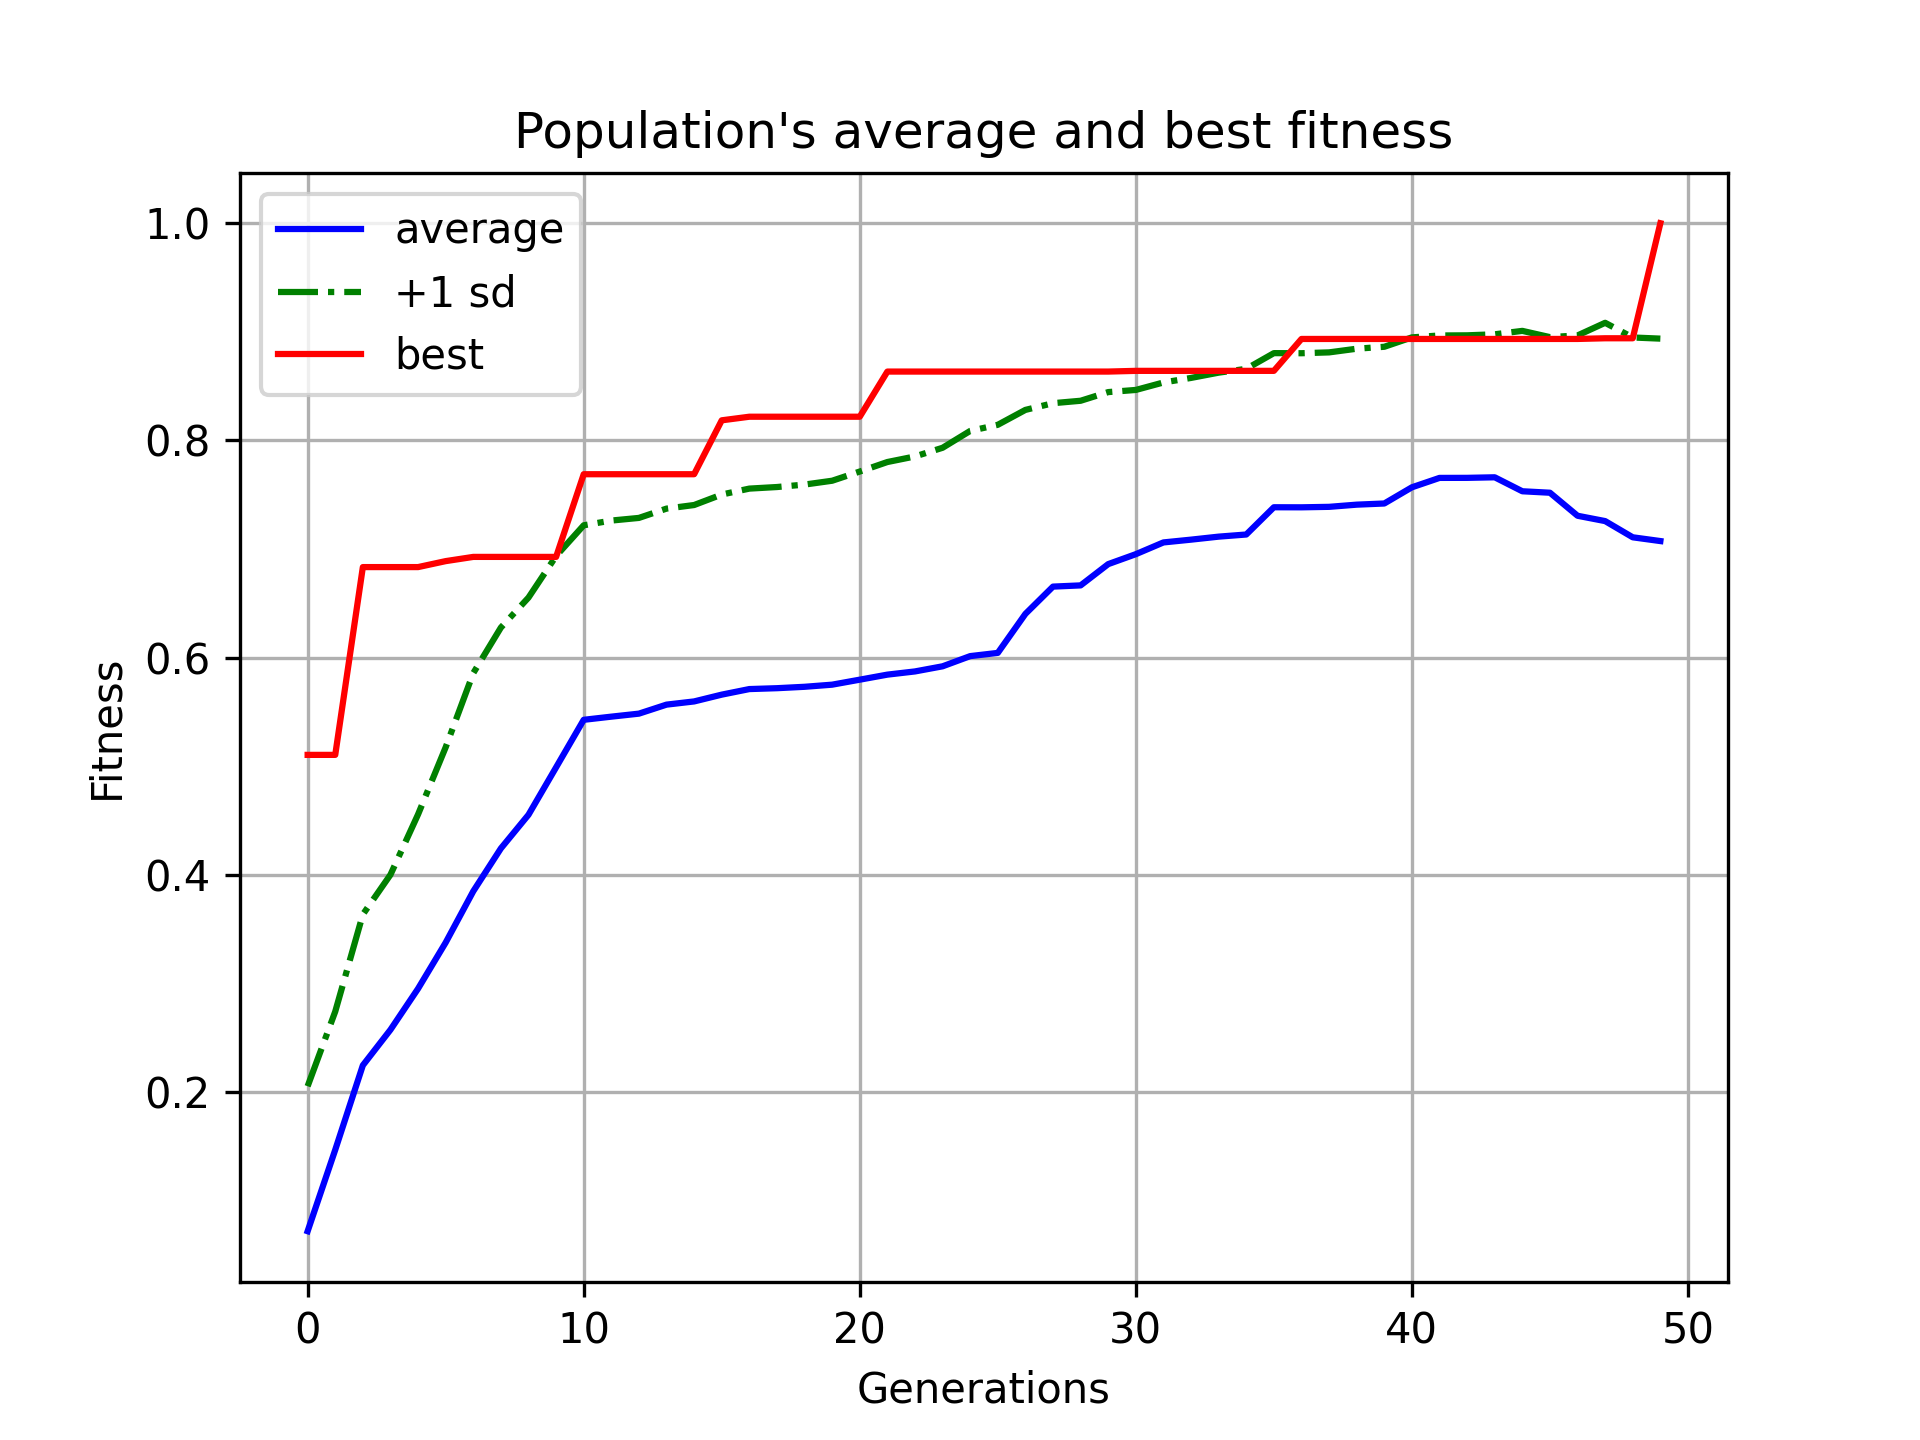 Population's average and best fitness
average
+1 sd
best
1.0
0.8
0.6
0.4
0.2
Fitness
0 10 20 30 40 50
Generations